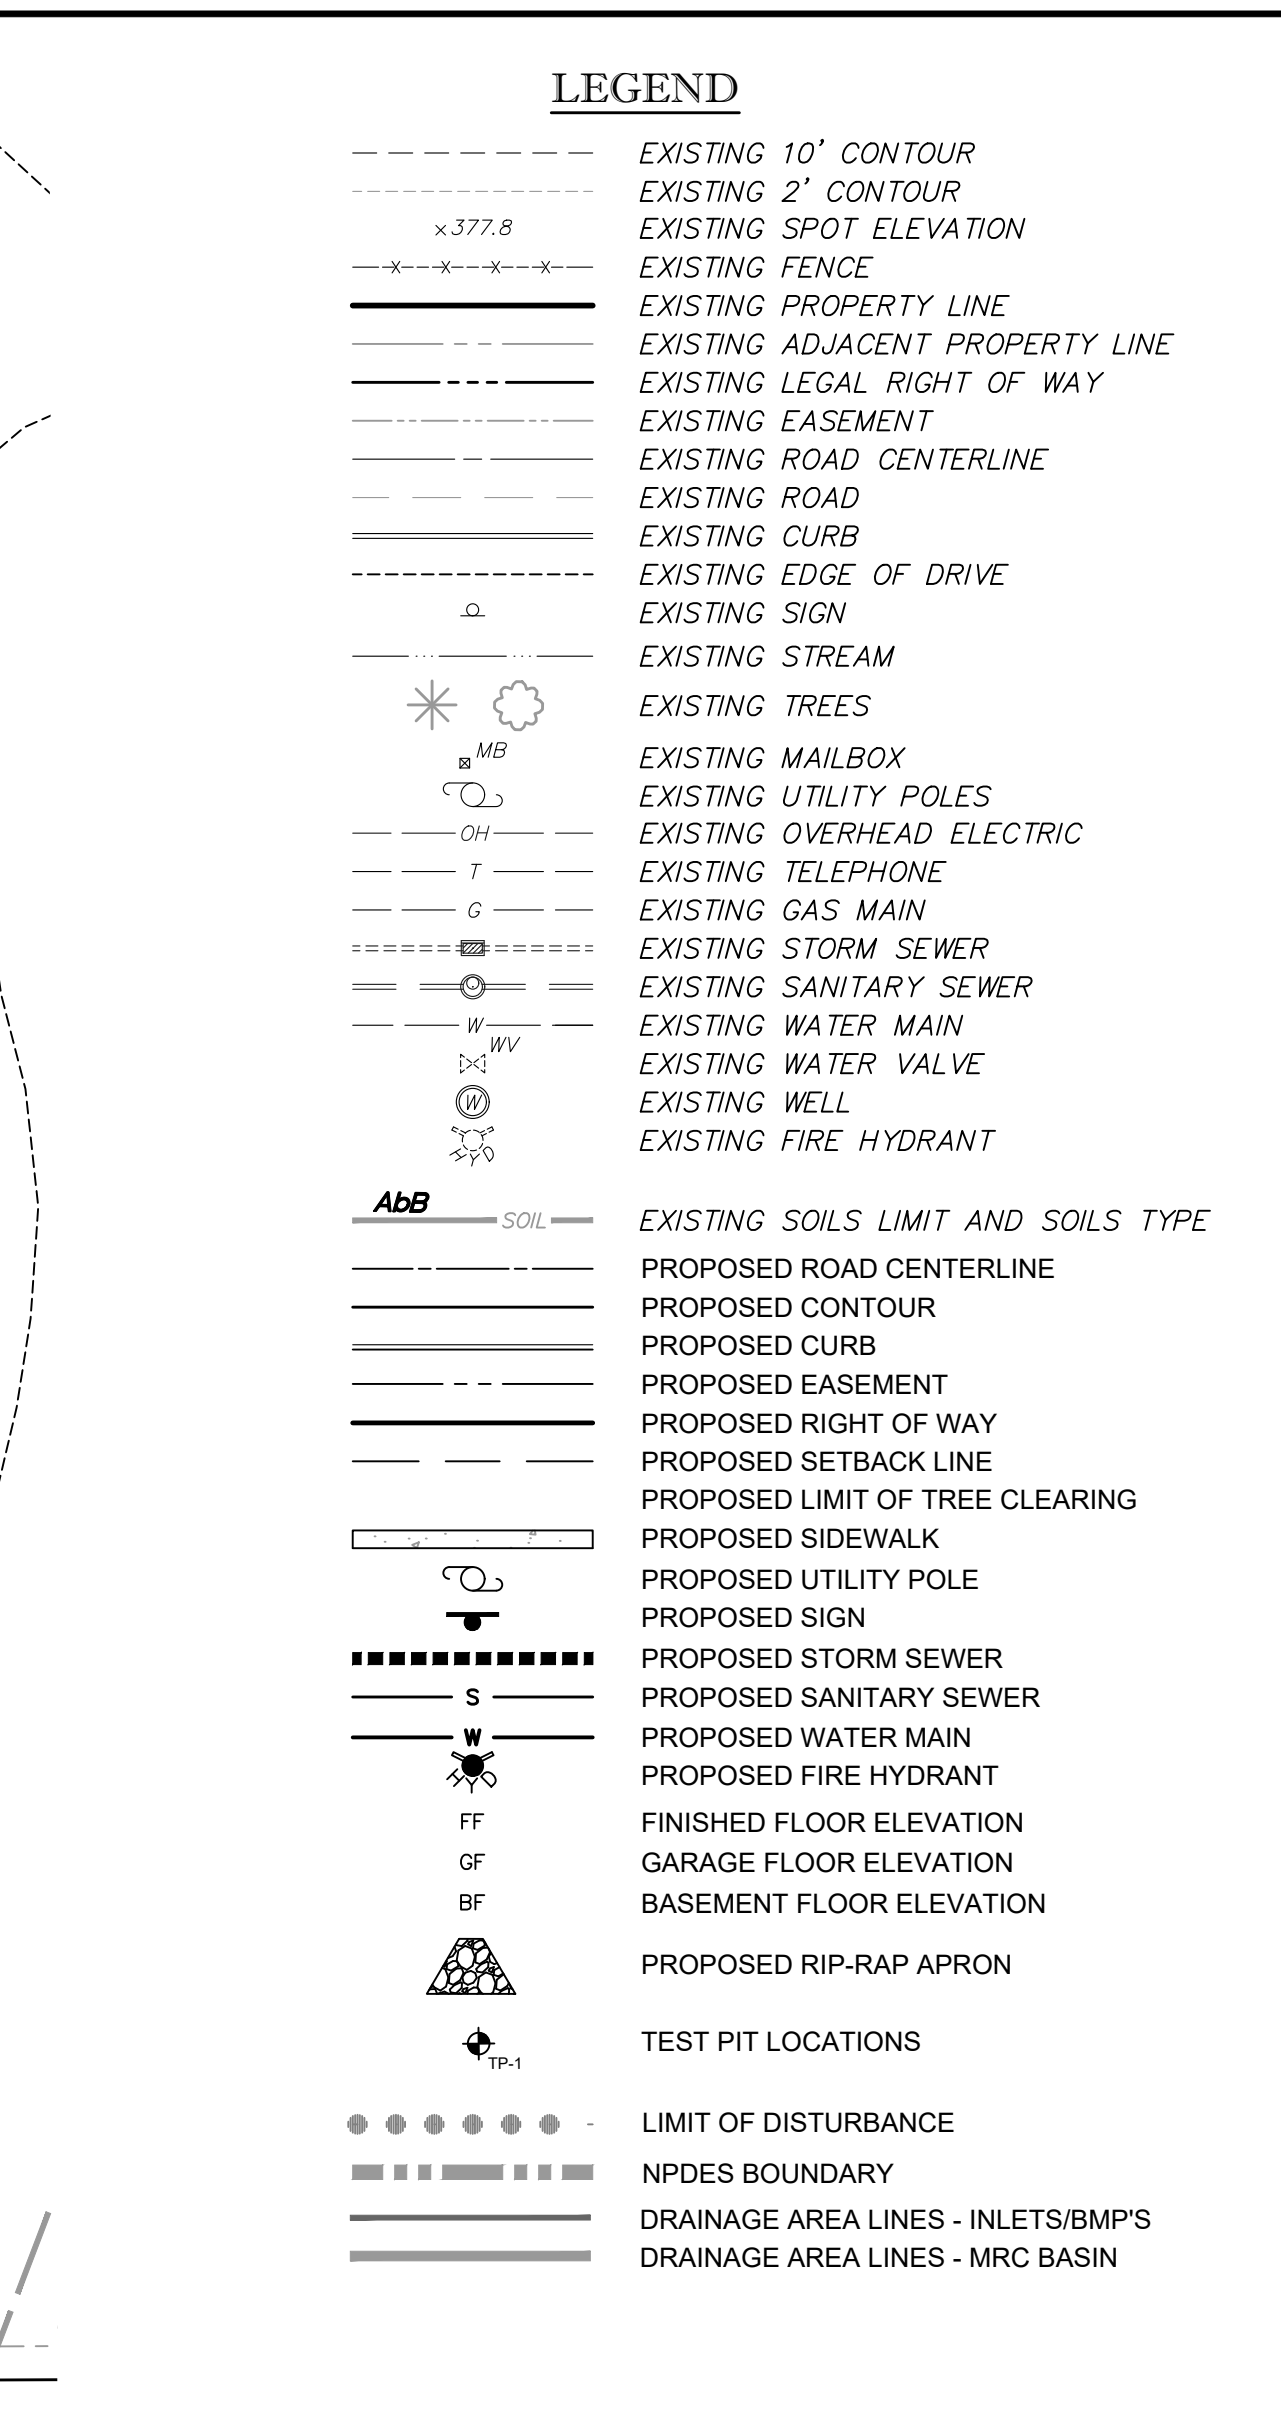 LEGEND
EXISTING 10' CONTOUR
EXISTING 2' CONTOUR
×377.8 EXISTING SPOT ELEVATION
X X X X EXISTING FENCE
EXISTING PROPERTY LINE
EXISTING ADJACENT PROPERTY LINE
EXISTING LEGAL RIGHT OF WAY
EXISTING EASEMENT
EXISTING ROAD CENTERLINE
EXISTING ROAD
EXISTING CURB
EXISTING EDGE OF DRIVE
EXISTING SIGN
EXISTING STREAM
EXISTING TREES
MB EXISTING MAILBOX
EXISTING UTILITY POLES
OH EXISTING OVERHEAD ELECTRIC
T EXISTING TELEPHONE
G EXISTING GAS MAIN
EXISTING STORM SEWER
EXISTING SANITARY SEWER
W EXISTING WATER MAIN
WV EXISTING WATER VALVE
W EXISTING WELL
HYD EXISTING FIRE HYDRANT
AbB
SOIL EXISTING SOILS LIMIT AND SOILS TYPE
PROPOSED ROAD CENTERLINE
PROPOSED CONTOUR
PROPOSED CURB
PROPOSED EASEMENT
PROPOSED RIGHT OF WAY
PROPOSED SETBACK LINE
PROPOSED LIMIT OF TREE CLEARING
PROPOSED SIDEWALK
PROPOSED UTILITY POLE
PROPOSED SIGN
PROPOSED STORM SEWER
S PROPOSED SANITARY SEWER
W PROPOSED WATER MAIN
HYD PROPOSED FIRE HYDRANT
FF FINISHED FLOOR ELEVATION
GF GARAGE FLOOR ELEVATION
BF BASEMENT FLOOR ELEVATION
PROPOSED RIP-RAP APRON
TP-1 TEST PIT LOCATIONS
LIMIT OF DISTURBANCE
NPDES BOUNDARY
DRAINAGE AREA LINES - INLETS/BMP'S
DRAINAGE AREA LINES - MRC BASIN